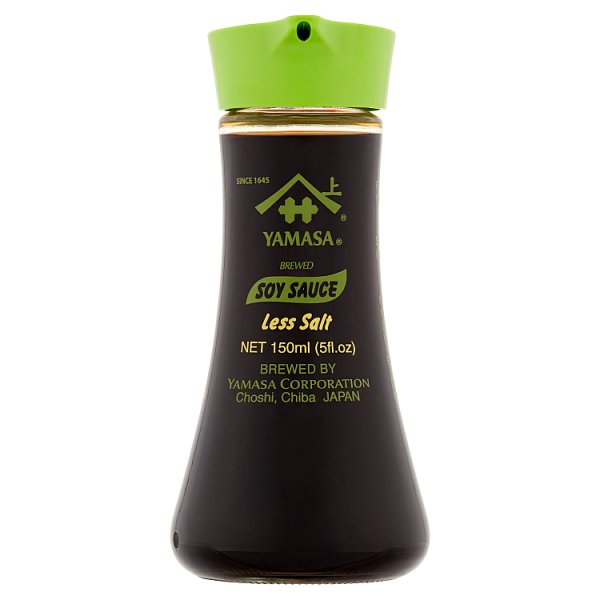 SINCE 1645
上
®
YAMASA®
BREWED
SOY SAUCE
Less Salt
NET 150ml (5fl.oz)
BREWED BY
YAMASA CORPORATION
Choshi, Chiba JAPAN